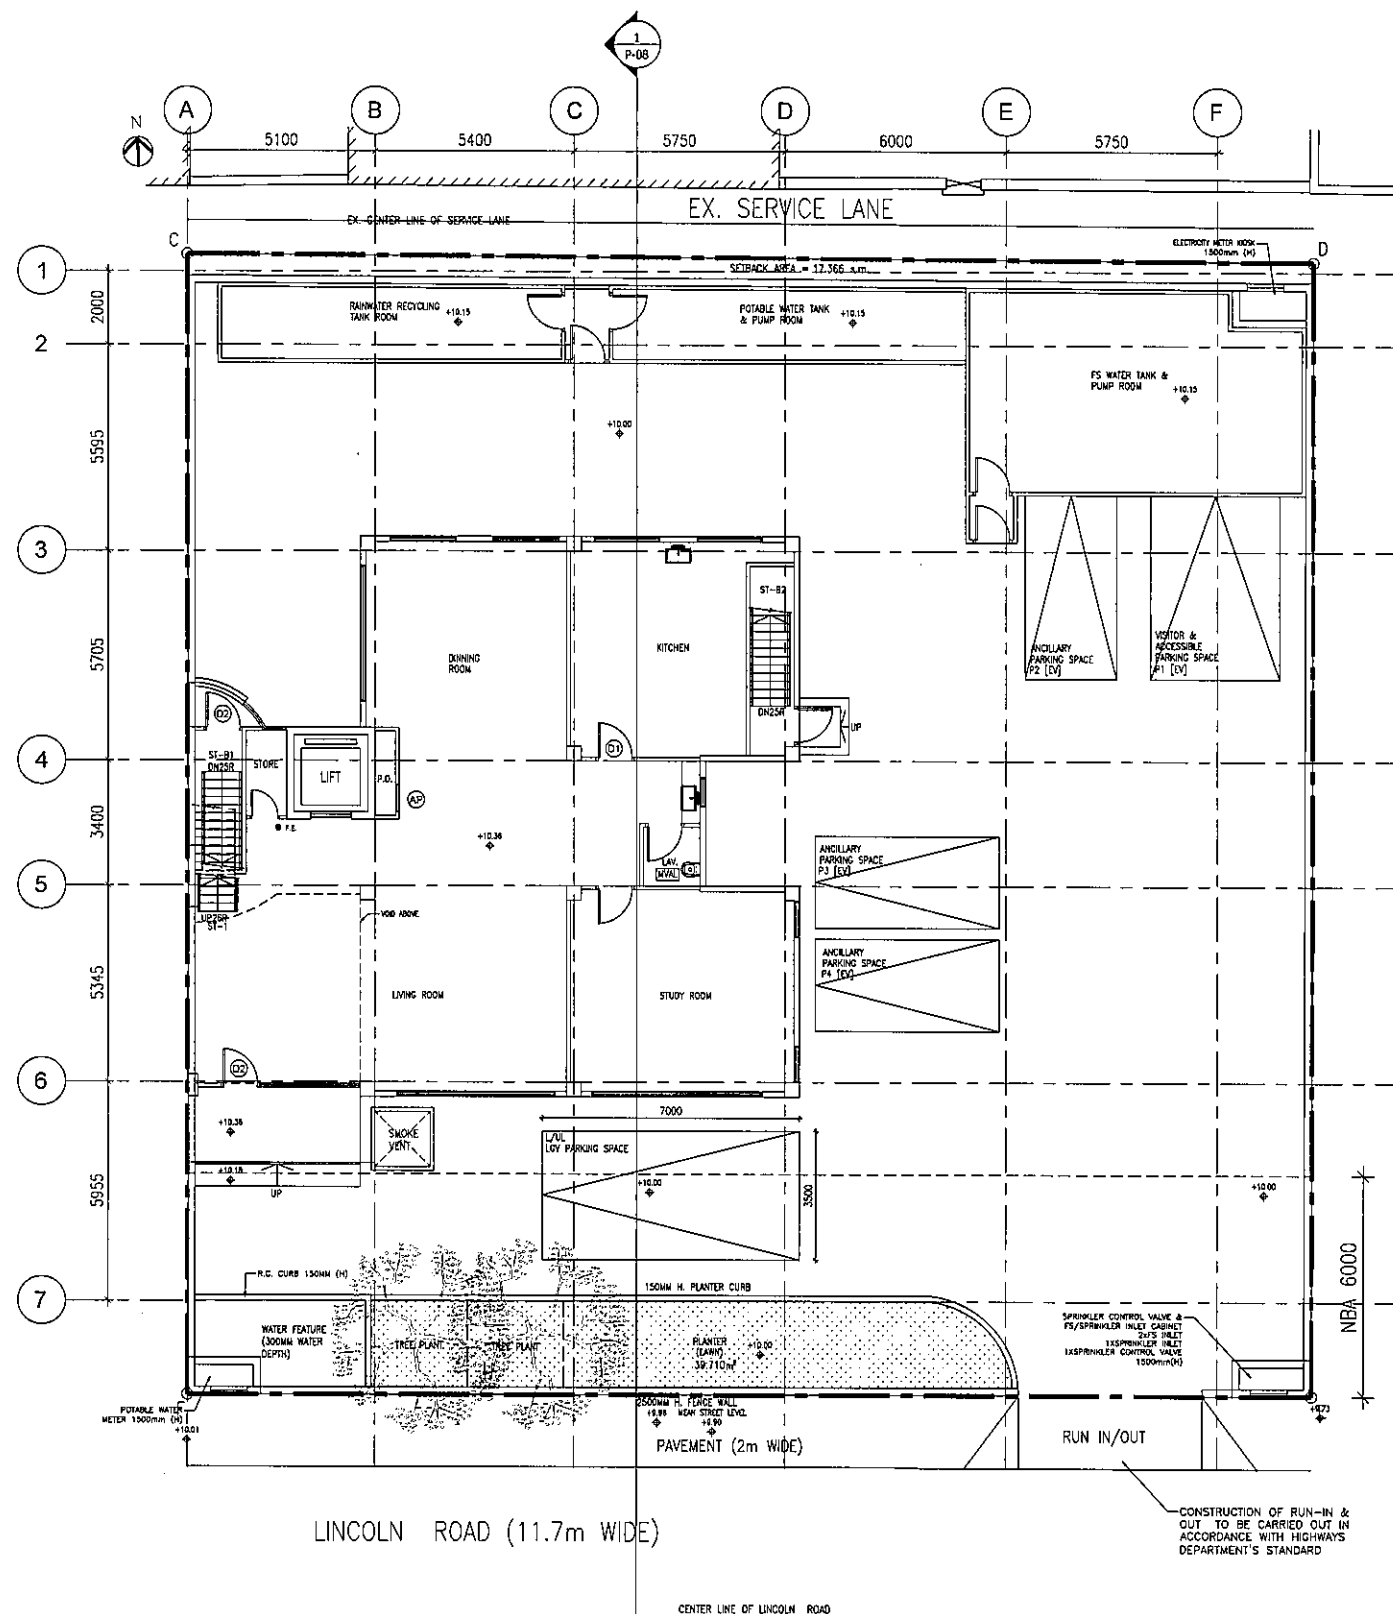 1
P-08
A
B
C
D
E
F
N
5100
5400
5750
6000
5750
EX. SERVICE LANE
EX. CENTER LINE OF SERVICE LANE
C
D
ELECTRICITY METER KIOSK
1500mm (H)
SETBACK AREA = 17.366 s.m.
1
2000
RAINWATER RECYCLING
TANK ROOM
+10.15
POTABLE WATER TANK
& PUMP ROOM
+10.15
2
FS WATER TANK &
PUMP ROOM
+10.15
5595
+10.00
3
ST-B2
5705
DINNING
ROOM
KITCHEN
ANCILLARY
PARKING SPACE
P2 [EV]
VISITOR &
ACCESSIBLE
PARKING SPACE
P1 [EV]
D2
DN25R
UP
D1
4
ST-B1
DN25R
STORE
LIFT
P.D.
AP
3400
F.E.
+10.36
ANCILLARY
PARKING SPACE
P3 [EV]
LAV.
MVAL
5
UP26R
ST-1
VOID ABOVE
ANCILLARY
PARKING SPACE
P4 [EV]
5345
LIVING ROOM
STUDY ROOM
D2
6
7000
+10.36
SMOKE
VENT.
L/UL
LGV PARKING SPACE
+10.18
UP
+10.00
3500
+10.00
5955
NBA 6000
R.C. CURB 150MM (H)
150MM H. PLANTER CURB
7
WATER FEATURE
(300MM WATER
DEPTH)
TREE PLANT
TREE PLANT
PLANTER
(LAWN)
39.710m²
+10.00
SPRINKLER CONTROL VALVE &
FS/SPRINKLER INLET CABINET
2xFS INLET
1XSPRINKLER INLET
1XSPRINKLER CONTROL VALVE
1500mm(H)
POTABLE WATER
METER 1500mm (H)
+10.01
2500MM H. FENCE WALL
+9.98
MEAN STREET LEVEL
+9.90
+9.73
PAVEMENT (2m WIDE)
RUN IN/OUT
LINCOLN ROAD (11.7m WIDE)
CONSTRUCTION OF RUN-IN &
OUT TO BE CARRIED OUT IN
ACCORDANCE WITH HIGHWAYS
DEPARTMENT'S STANDARD
CENTER LINE OF LINCOLN ROAD